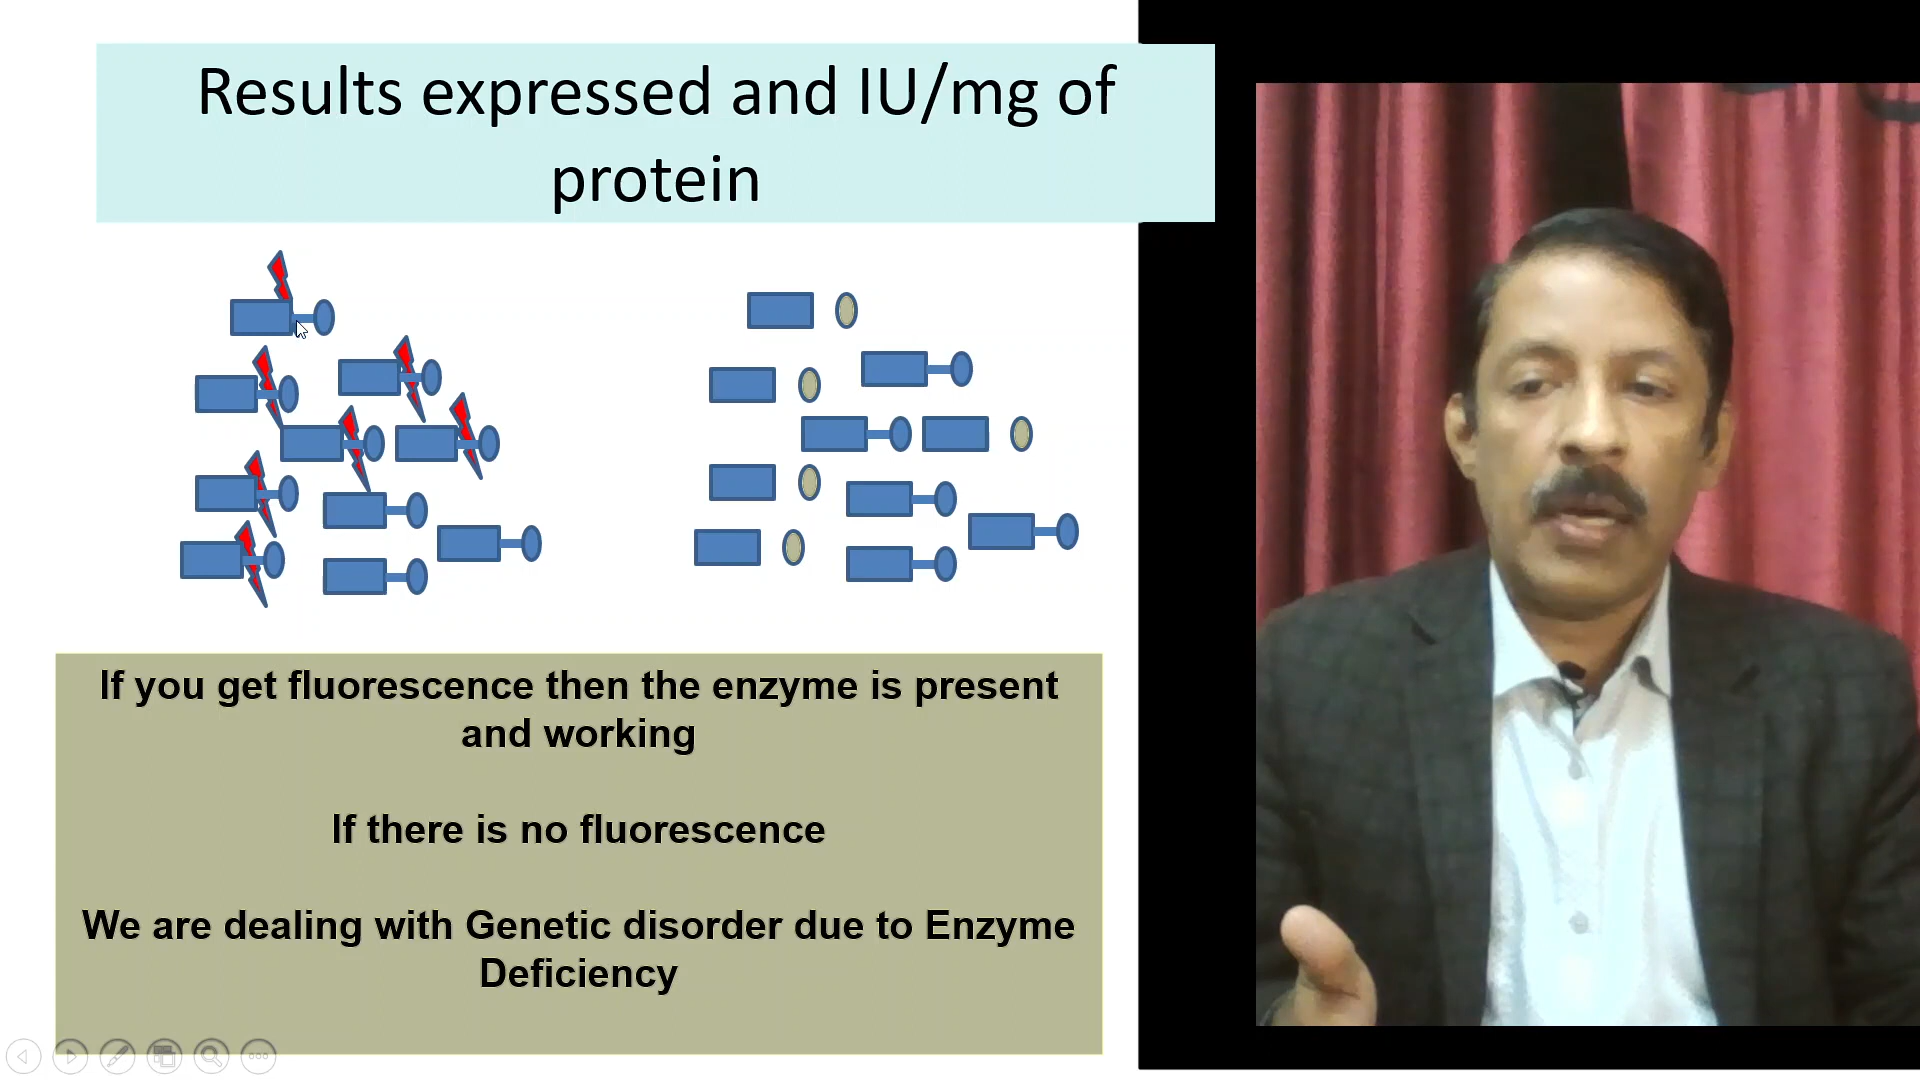 Results expressed and IU/mg of
protein
If you get fluorescence then the enzyme is present
and working
If there is no fluorescence
We are dealing with Genetic disorder due to Enzyme
Deficiency